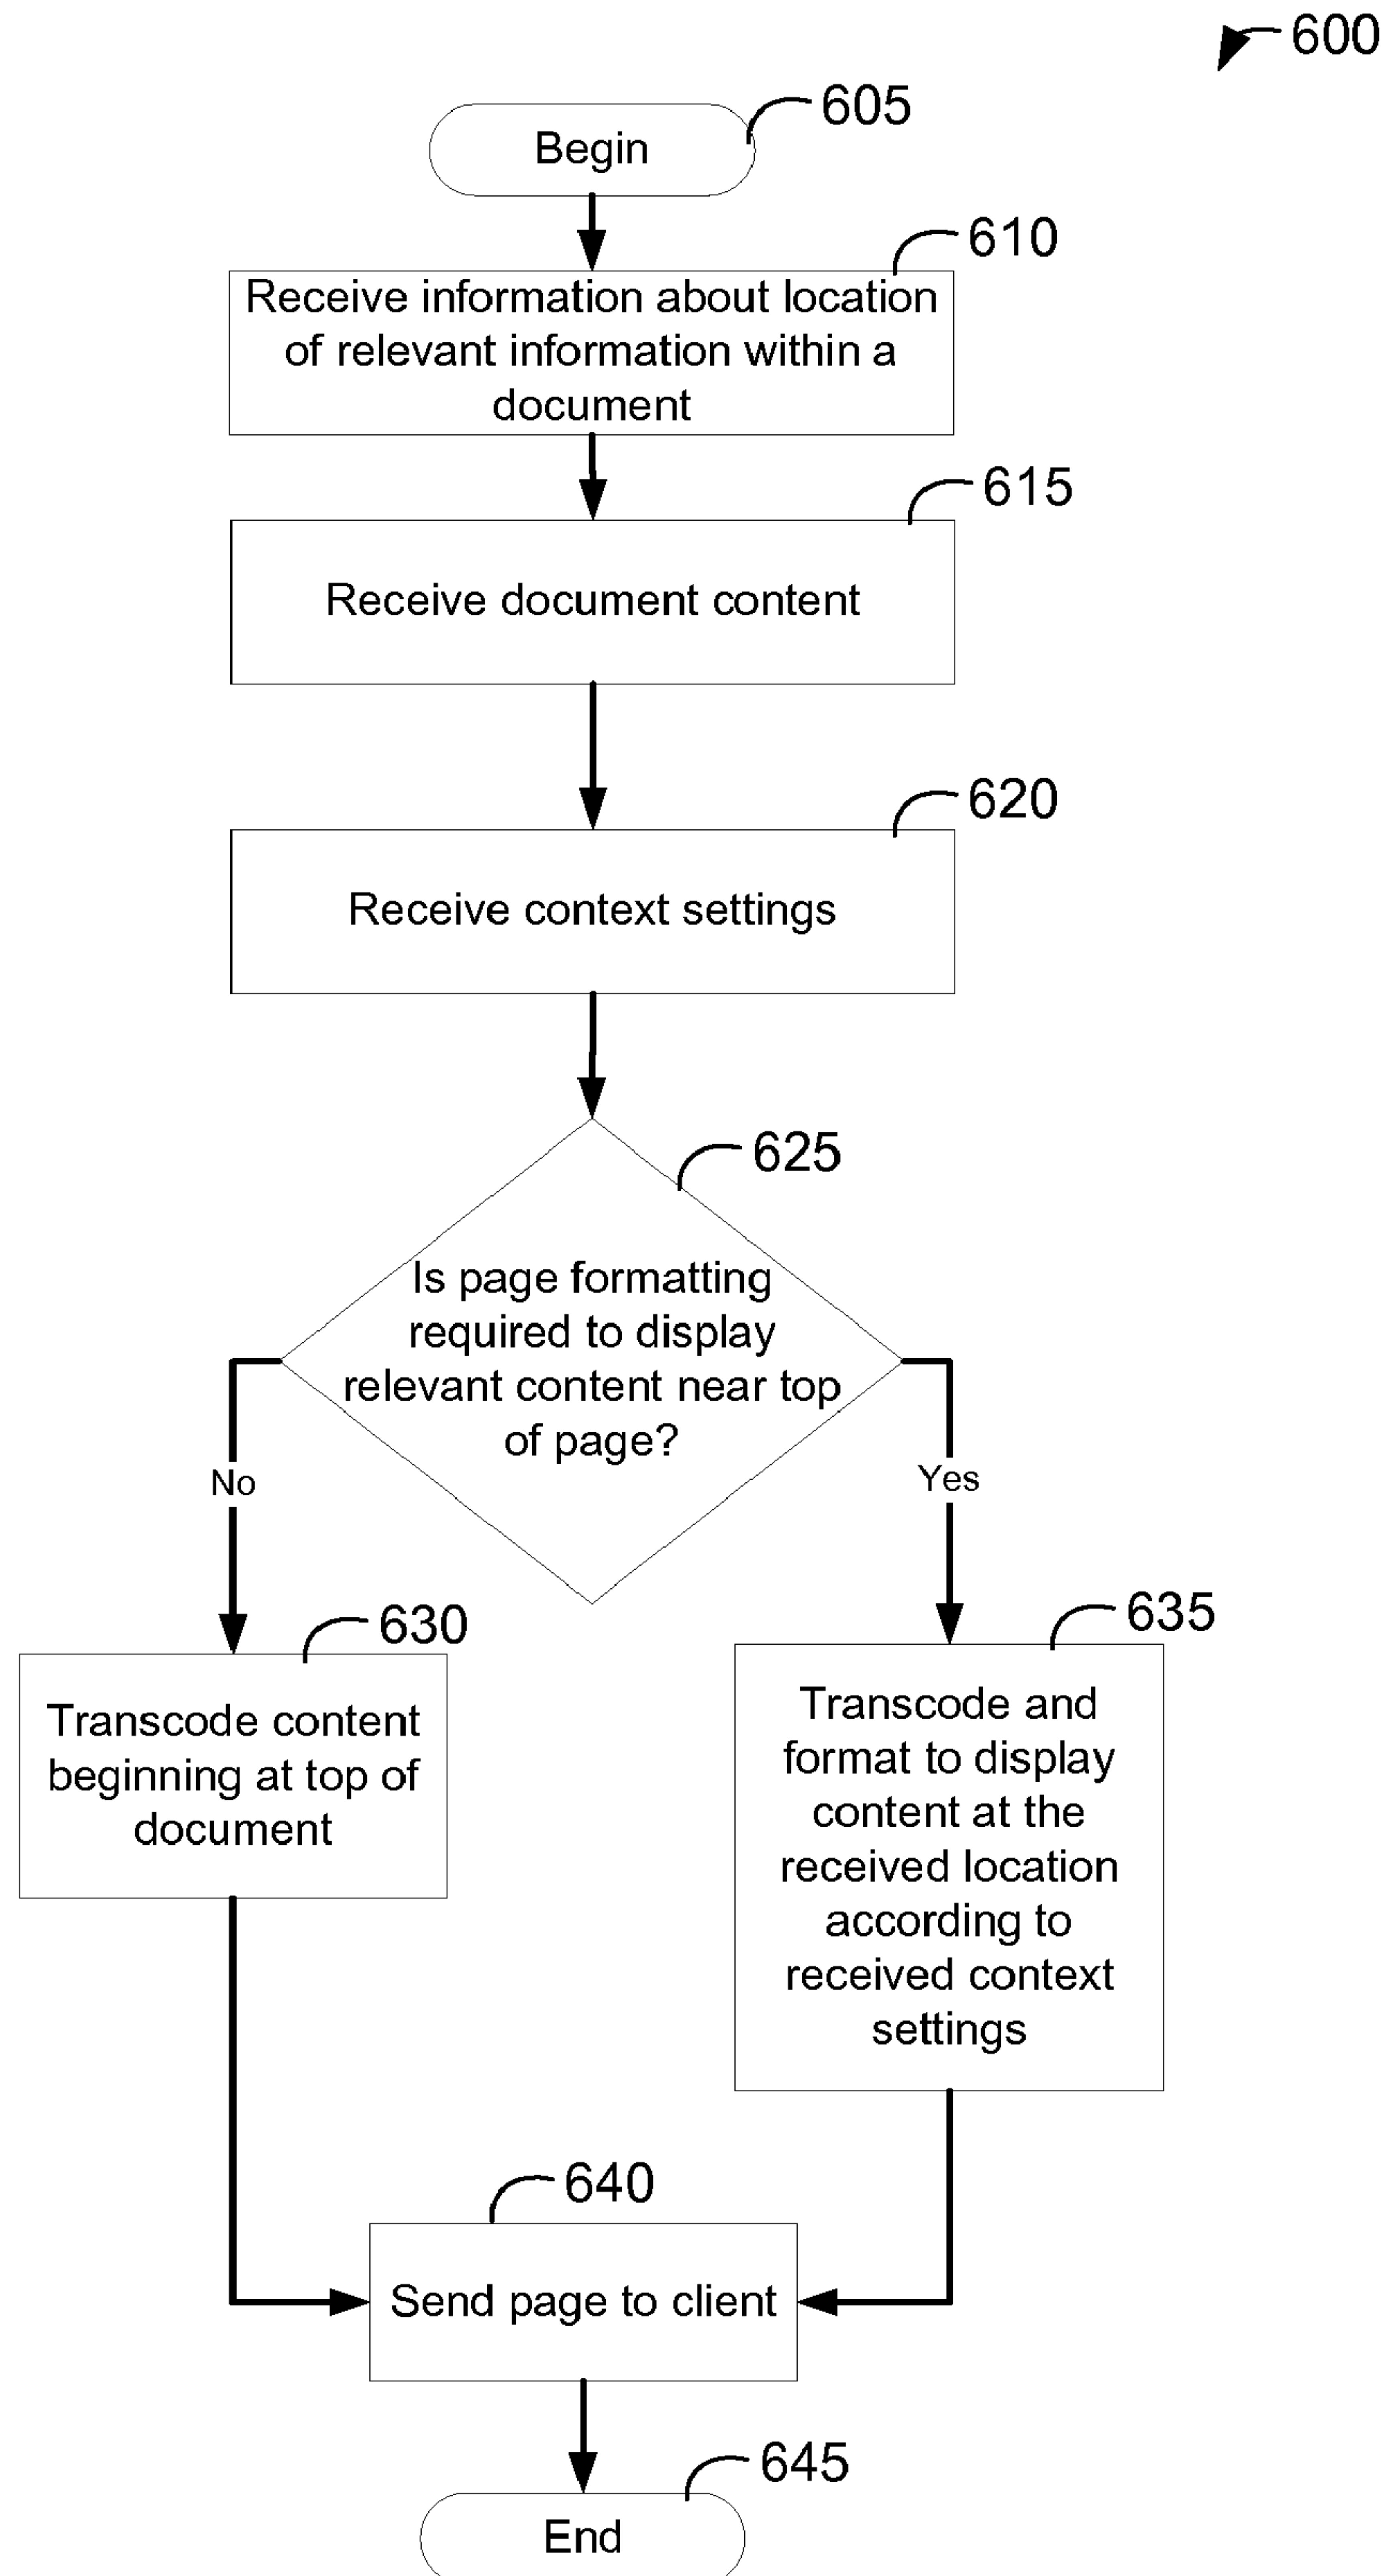 600
605
Begin
610
Receive information about location
of relevant information within a
document
615
Receive document content
620
Receive context settings
625
Is page formatting
required to display
relevant content near top
of page?
No
Yes
630
Transcode content
beginning at top of
document
635
Transcode and
format to display
content at the
received location
according to
received context
settings
640
Send page to client
645
End